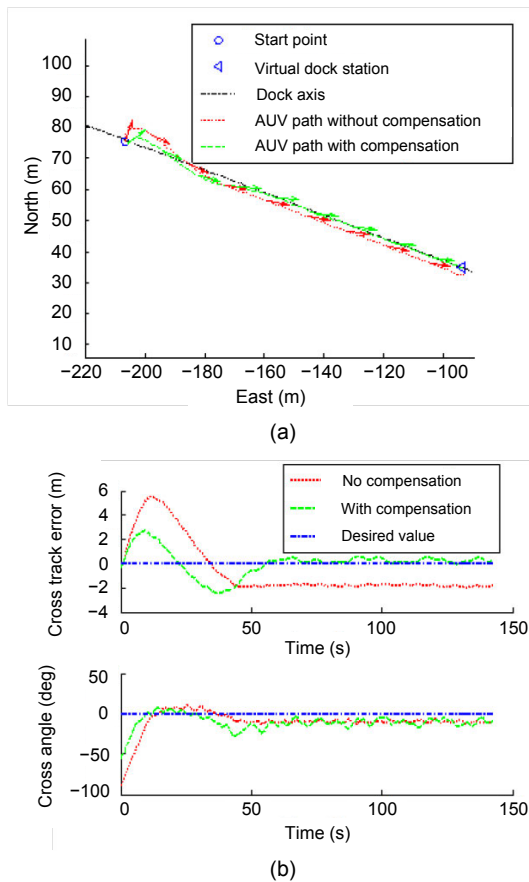 Start point
Virtual dock station
Dock axis
AUV path without compensation
AUV path with compensation
100
90
80
70
60
50
40
30
20
10
North (m)
−220 −200 −180 −160 −140 −120 −100
East (m)
(a)
No compensation
With compensation
Desired value
6
4
2
0
−2
−4
Cross track error (m)
0 50 100 150
Time (s)
50
0
−50
−100
Cross angle (deg)
0 50 100 150
Time (s)
(b)